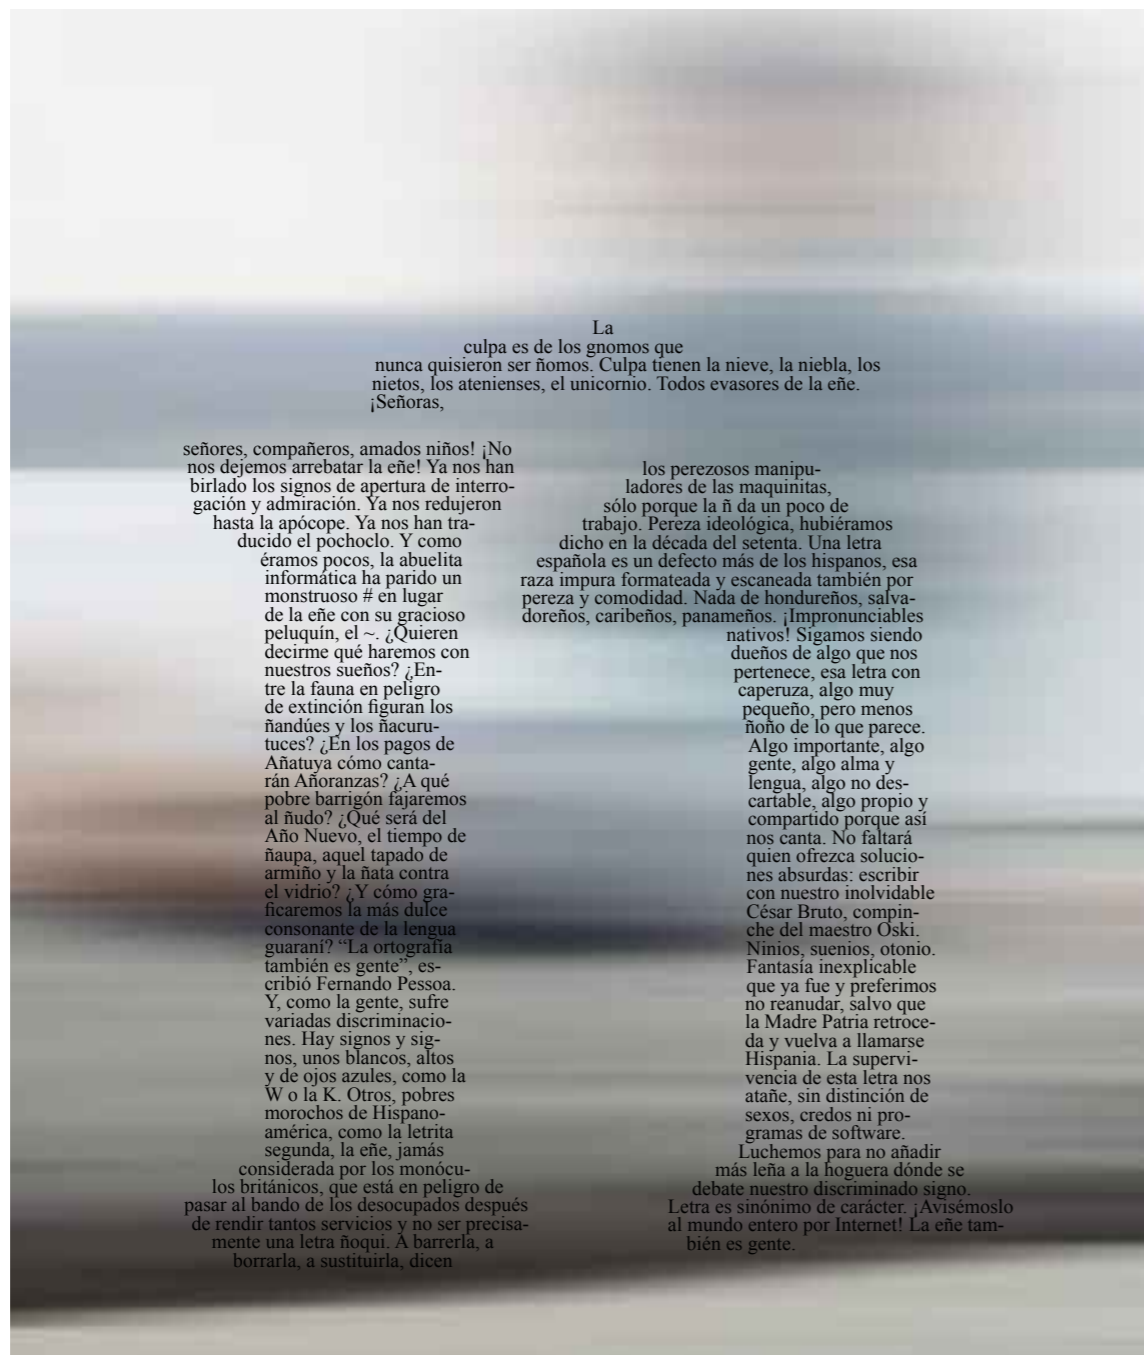 La
culpa es de los gnomos que
nunca quisieron ser ñomos. Culpa tienen la nieve, la niebla, los
nietos, los atenienses, el unicornio. Todos evasores de la eñe.
¡Señoras,
señores, compañeros, amados niños! ¡No
nos dejemos arrebatar la eñe! Ya nos han
birlado los signos de apertura de interro-
gación y admiración. Ya nos redujeron
hasta la apócope. Ya nos han tra-
ducido el pochoclo. Y como
éramos pocos, la abuelita
informática ha parido un
monstruoso # en lugar
de la eñe con su gracioso
peluquín, el ~. ¿Quieren
decirme qué haremos con
nuestros sueños? ¿En-
tre la fauna en peligro
de extinción figuran los
ñandúes y los ñacuru-
tuces? ¿En los pagos de
Añatuya cómo canta-
rán Añoranzas? ¿A qué
pobre barrigón fajaremos
al ñudo? ¿Qué será del
Año Nuevo, el tiempo de
ñaupa, aquel tapado de
armiño y la ñata contra
el vidrio? ¿Y cómo gra-
ficaremos la más dulce
consonante de la lengua
guaraní? “La ortografía
también es gente”, es-
cribió Fernando Pessoa.
Y, como la gente, sufre
variadas discriminacio-
nes. Hay signos y sig-
nos, unos blancos, altos
y de ojos azules, como la
W o la K. Otros, pobres
morochos de Hispano-
américa, como la letrita
segunda, la eñe, jamás
considerada por los monócu-
los británicos, que está en peligro de
pasar al bando de los desocupados después
de rendir tantos servicios y no ser precisa-
mente una letra ñoqui. A barrerla, a
borrarla, a sustituirla, dicen
los perezosos manipu-
ladores de las maquinitas,
sólo porque la ñ da un poco de
trabajo. Pereza ideológica, hubiéramos
dicho en la década del setenta. Una letra
española es un defecto más de los hispanos, esa
raza impura formateada y escaneada también por
pereza y comodidad. Nada de hondureños, salva-
doreños, caribeños, panameños. ¡Impronunciables
nativos! Sigamos siendo
dueños de algo que nos
pertenece, esa letra con
caperuza, algo muy
pequeño, pero menos
ñoño de lo que parece.
Algo importante, algo
gente, algo alma y
lengua, algo no des-
cartable, algo propio y
compartido porque así
nos canta. No faltará
quien ofrezca solucio-
nes absurdas: escribir
con nuestro inolvidable
César Bruto, compin-
che del maestro Oski.
Ninios, suenios, otonio.
Fantasía inexplicable
que ya fue y preferimos
no reanudar, salvo que
la Madre Patria retroce-
da y vuelva a llamarse
Hispania. La supervi-
vencia de esta letra nos
atañe, sin distinción de
sexos, credos ni pro-
gramas de software.
Luchemos para no añadir
más leña a la hoguera dónde se
debate nuestro discriminado signo.
Letra es sinónimo de carácter. ¡Avisémoslo
al mundo entero por Internet! La eñe tam-
bién es gente.